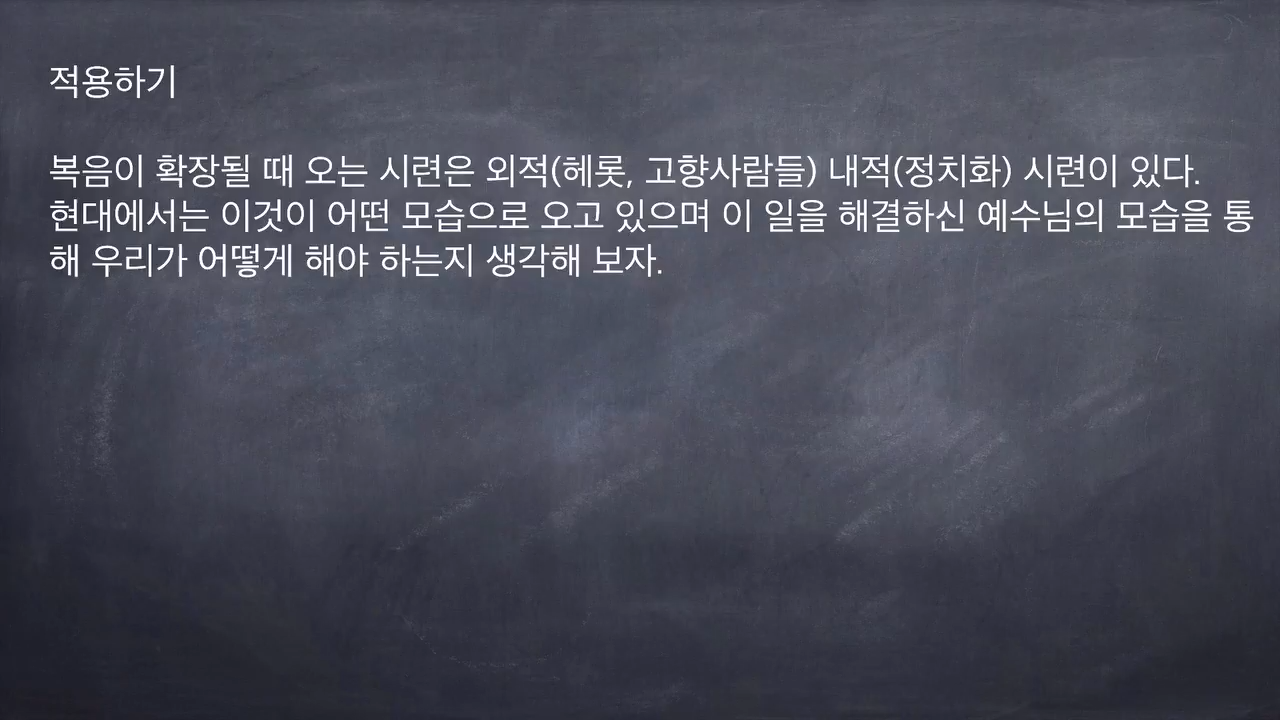 적용하기
복음이 확장될 때 오는 시련은 외적(헤롯, 고향사람들) 내적(정치화) 시련이 있다.
현대에서는 이것이 어떤 모습으로 오고 있으며 이 일을 해결하신 예수님의 모습을 통
해 우리가 어떻게 해야 하는지 생각해 보자.